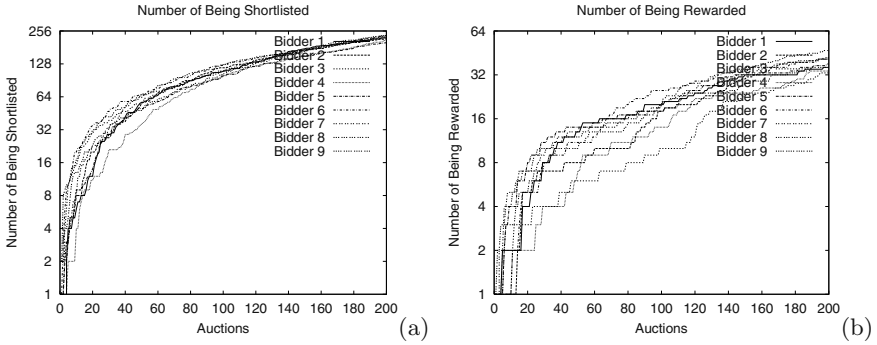 Number of Being Shortlisted
Number of Being Shortlisted
256
128
64
32
16
8
4
2
1
Bidder 1
Bidder 2
Bidder 3
Bidder 4
Bidder 5
Bidder 6
Bidder 7
Bidder 8
Bidder 9
0 20 40 60 80 100 120 140 160 180 200
Auctions
(a)
Number of Being Rewarded
Number of Being Rewarded
64
32
16
8
4
2
1
Bidder 1
Bidder 2
Bidder 3
Bidder 4
Bidder 5
Bidder 6
Bidder 7
Bidder 8
Bidder 9
0 20 40 60 80 100 120 140 160 180 200
Auctions
(b)